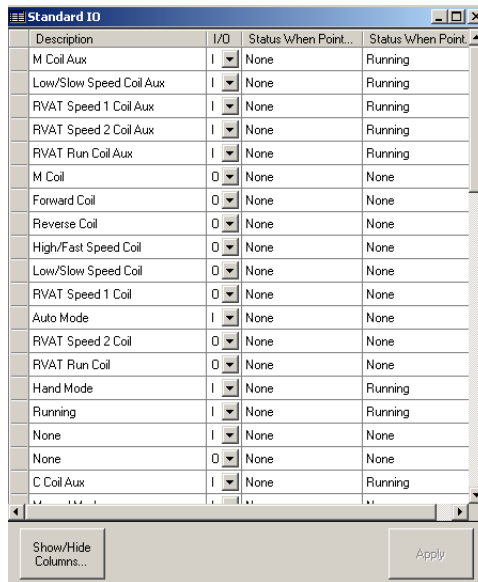 Standard IO
Description I/O Status When Point... Status When Point.
M Coil Aux I None Running
Low/Slow Speed Coil Aux I None Running
RVAT Speed 1 Coil Aux I None Running
RVAT Speed 2 Coil Aux I None Running
RVAT Run Coil Aux I None Running
M Coil O None None
Forward Coil O None None
Reverse Coil O None None
High/Fast Speed Coil O None None
Low/Slow Speed Coil O None None
RVAT Speed 1 Coil O None None
Auto Mode I None None
RVAT Speed 2 Coil O None None
RVAT Run Coil O None None
Hand Mode I None Running
Running I None Running
None I None None
None O None None
C Coil Aux I None Running
Show/Hide
Columns...
Apply